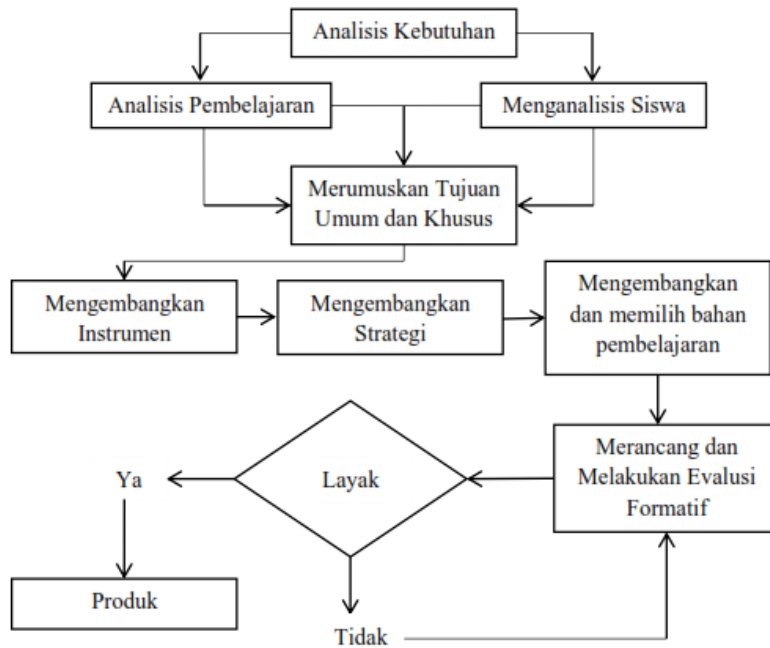 Analisis Kebutuhan
Analisis Pembelajaran
Menganalisis Siswa
Merumuskan Tujuan
Umum dan Khusus
Mengembangkan
Instrumen
Mengembangkan
Strategi
Mengembangkan
dan memilih bahan
pembelajaran
Merancang dan
Melakukan Evalusi
Formatif
Layak
Ya
Produk
Tidak